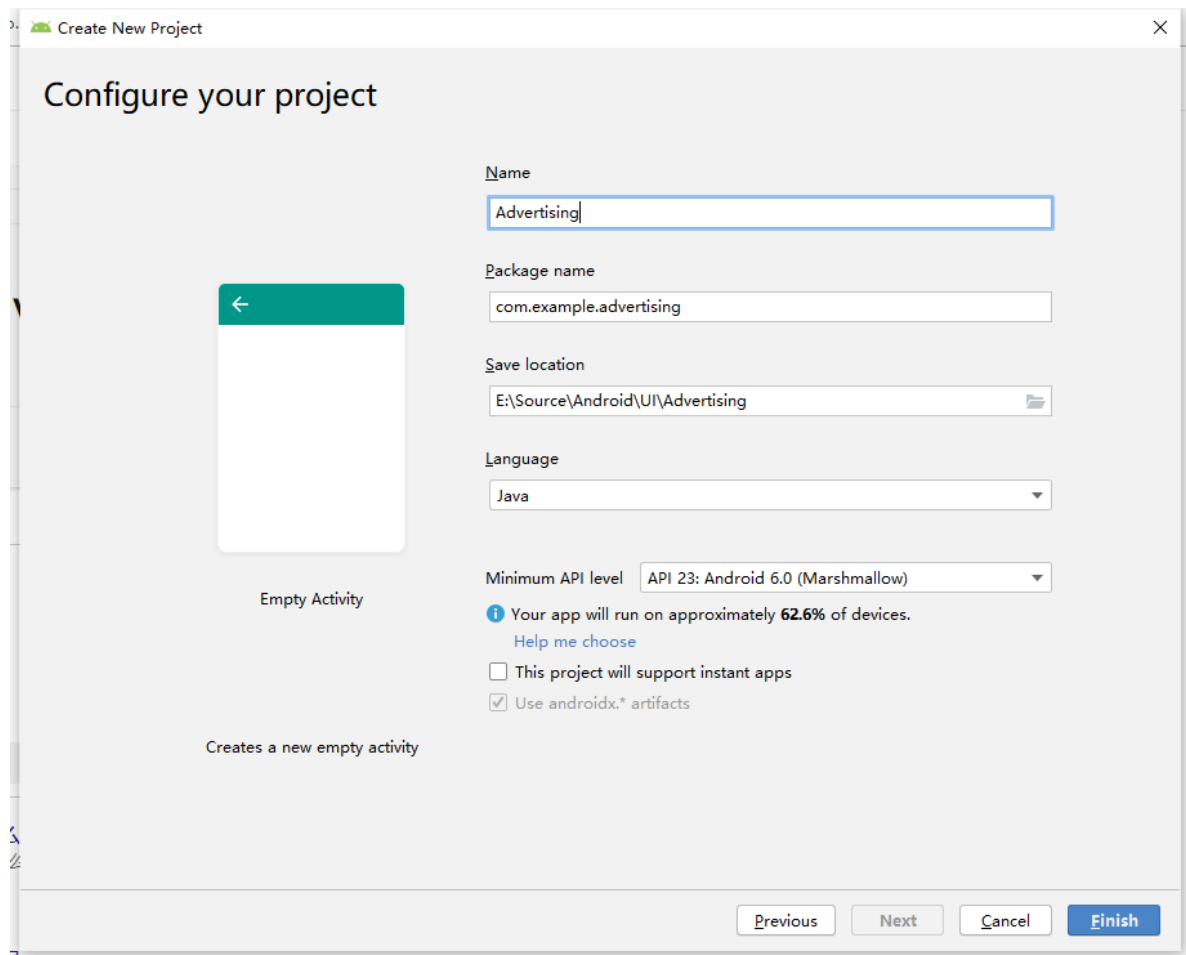 Create New Project
Configure your project
Name
Advertising
Package name
com.example.advertising
Save location
E:\Source\Android\UI\Advertising
Language
Java
Minimum API level API 23: Android 6.0 (Marshmallow)
Your app will run on approximately 62.6% of devices.
Help me choose
This project will support instant apps
Use androidx.* artifacts
Empty Activity
Creates a new empty activity
Previous Next Cancel Finish